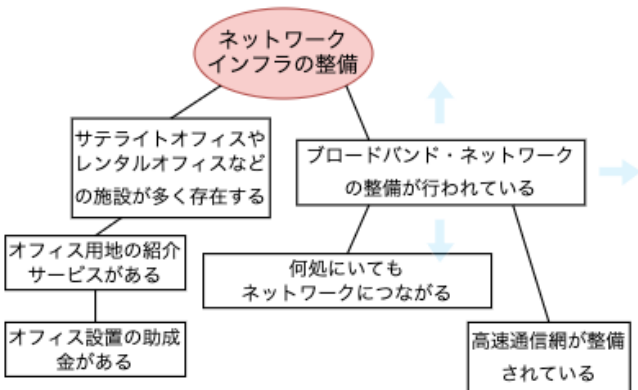 ネットワーク
インフラの整備
サテライトオフィスや
レンタルオフィスなど
の施設が多く存在する
ブロードバンド・ネットワーク
の整備が行われている
オフィス用地の紹介
サービスがある
何処にいても
ネットワークにつながる
オフィス設置の助成
金がある
高速通信網が整備
されている